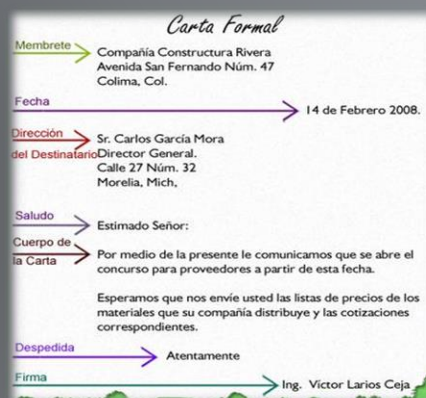 Carta Formal
Membrete
Compañía Constructura Rivera
Avenida San Fernando Núm. 47
Colima, Col.
Fecha
14 de Febrero 2008.
Dirección
del Destinatario
Sr. Carlos García Mora
Director General.
Calle 27 Núm. 32
Morelia, Mich,
Saludo
Estimado Señor:
Cuerpo de
la Carta
Por medio de la presente le comunicamos que se abre el
concurso para proveedores a partir de esta fecha.
Esperamos que nos envíe usted las listas de precios de los
materiales que su compañía distribuye y las cotizaciones
correspondientes.
Despedida
Atentamente
Firma
Ing. Víctor Larios Ceja